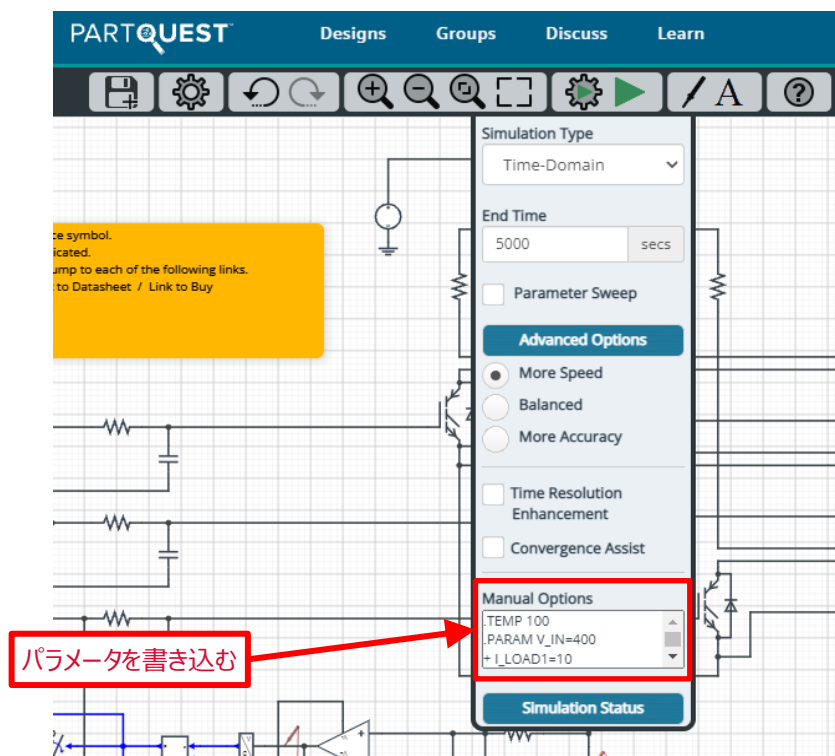 PARTQUEST
Designs
Groups
Discuss
Learn
A
?
Simulation Type
Time-Domain
End Time
5000
secs
Parameter Sweep
Advanced Options
More Speed
Balanced
More Accuracy
Time Resolution
Enhancement
Convergence Assist
Manual Options
.TEMP 100
.PARAM V_IN=400
+ I_LOAD1=10
Simulation Status
symbol.
ump to each of the following links.
to Datasheet / Link to Buy
パラメータを書き込む